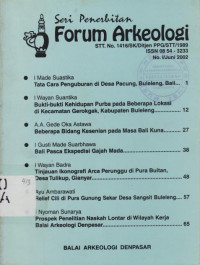 Seri Penerbitan
Forum Arkeologi
STT. No. 1416/SK/Ditjen PPG/STT/1989
ISSN 0854 - 3233
No. I/Juni 2002
I Made Suastika
Tata Cara Penguburan di Desa Pacung, Buleleng, Bali... 1
I Wayan Suantika
Bukti-bukti Kehidupan Purba pada Beberapa Lokasi
di Kecamatan Gerokgak, Kabupaten Buleleng 12
A.A. Gede Oka Astawa
Beberapa Bidang Kesenian pada Masa Bali Kuna 27
I Gusti Made Suarbhawa
Bali Pasca Ekspedisi Gajah Mada 38
I Wayan Badra
Tinjauan Ikonografi Arca Perunggu di Pura Bulian,
Desa Tulikup, Gianyar 46
Ayu Ambarawati
Relief Cili di Pura Gunung Sekar Desa Sangsit Buleleng 57
Nyoman Sunarya
Prospek Penelitian Naskah Lontar di Wilayah Kerja
Balai Arkeologi Denpasar 65
BALAI ARKEOLOGI DENPASAR